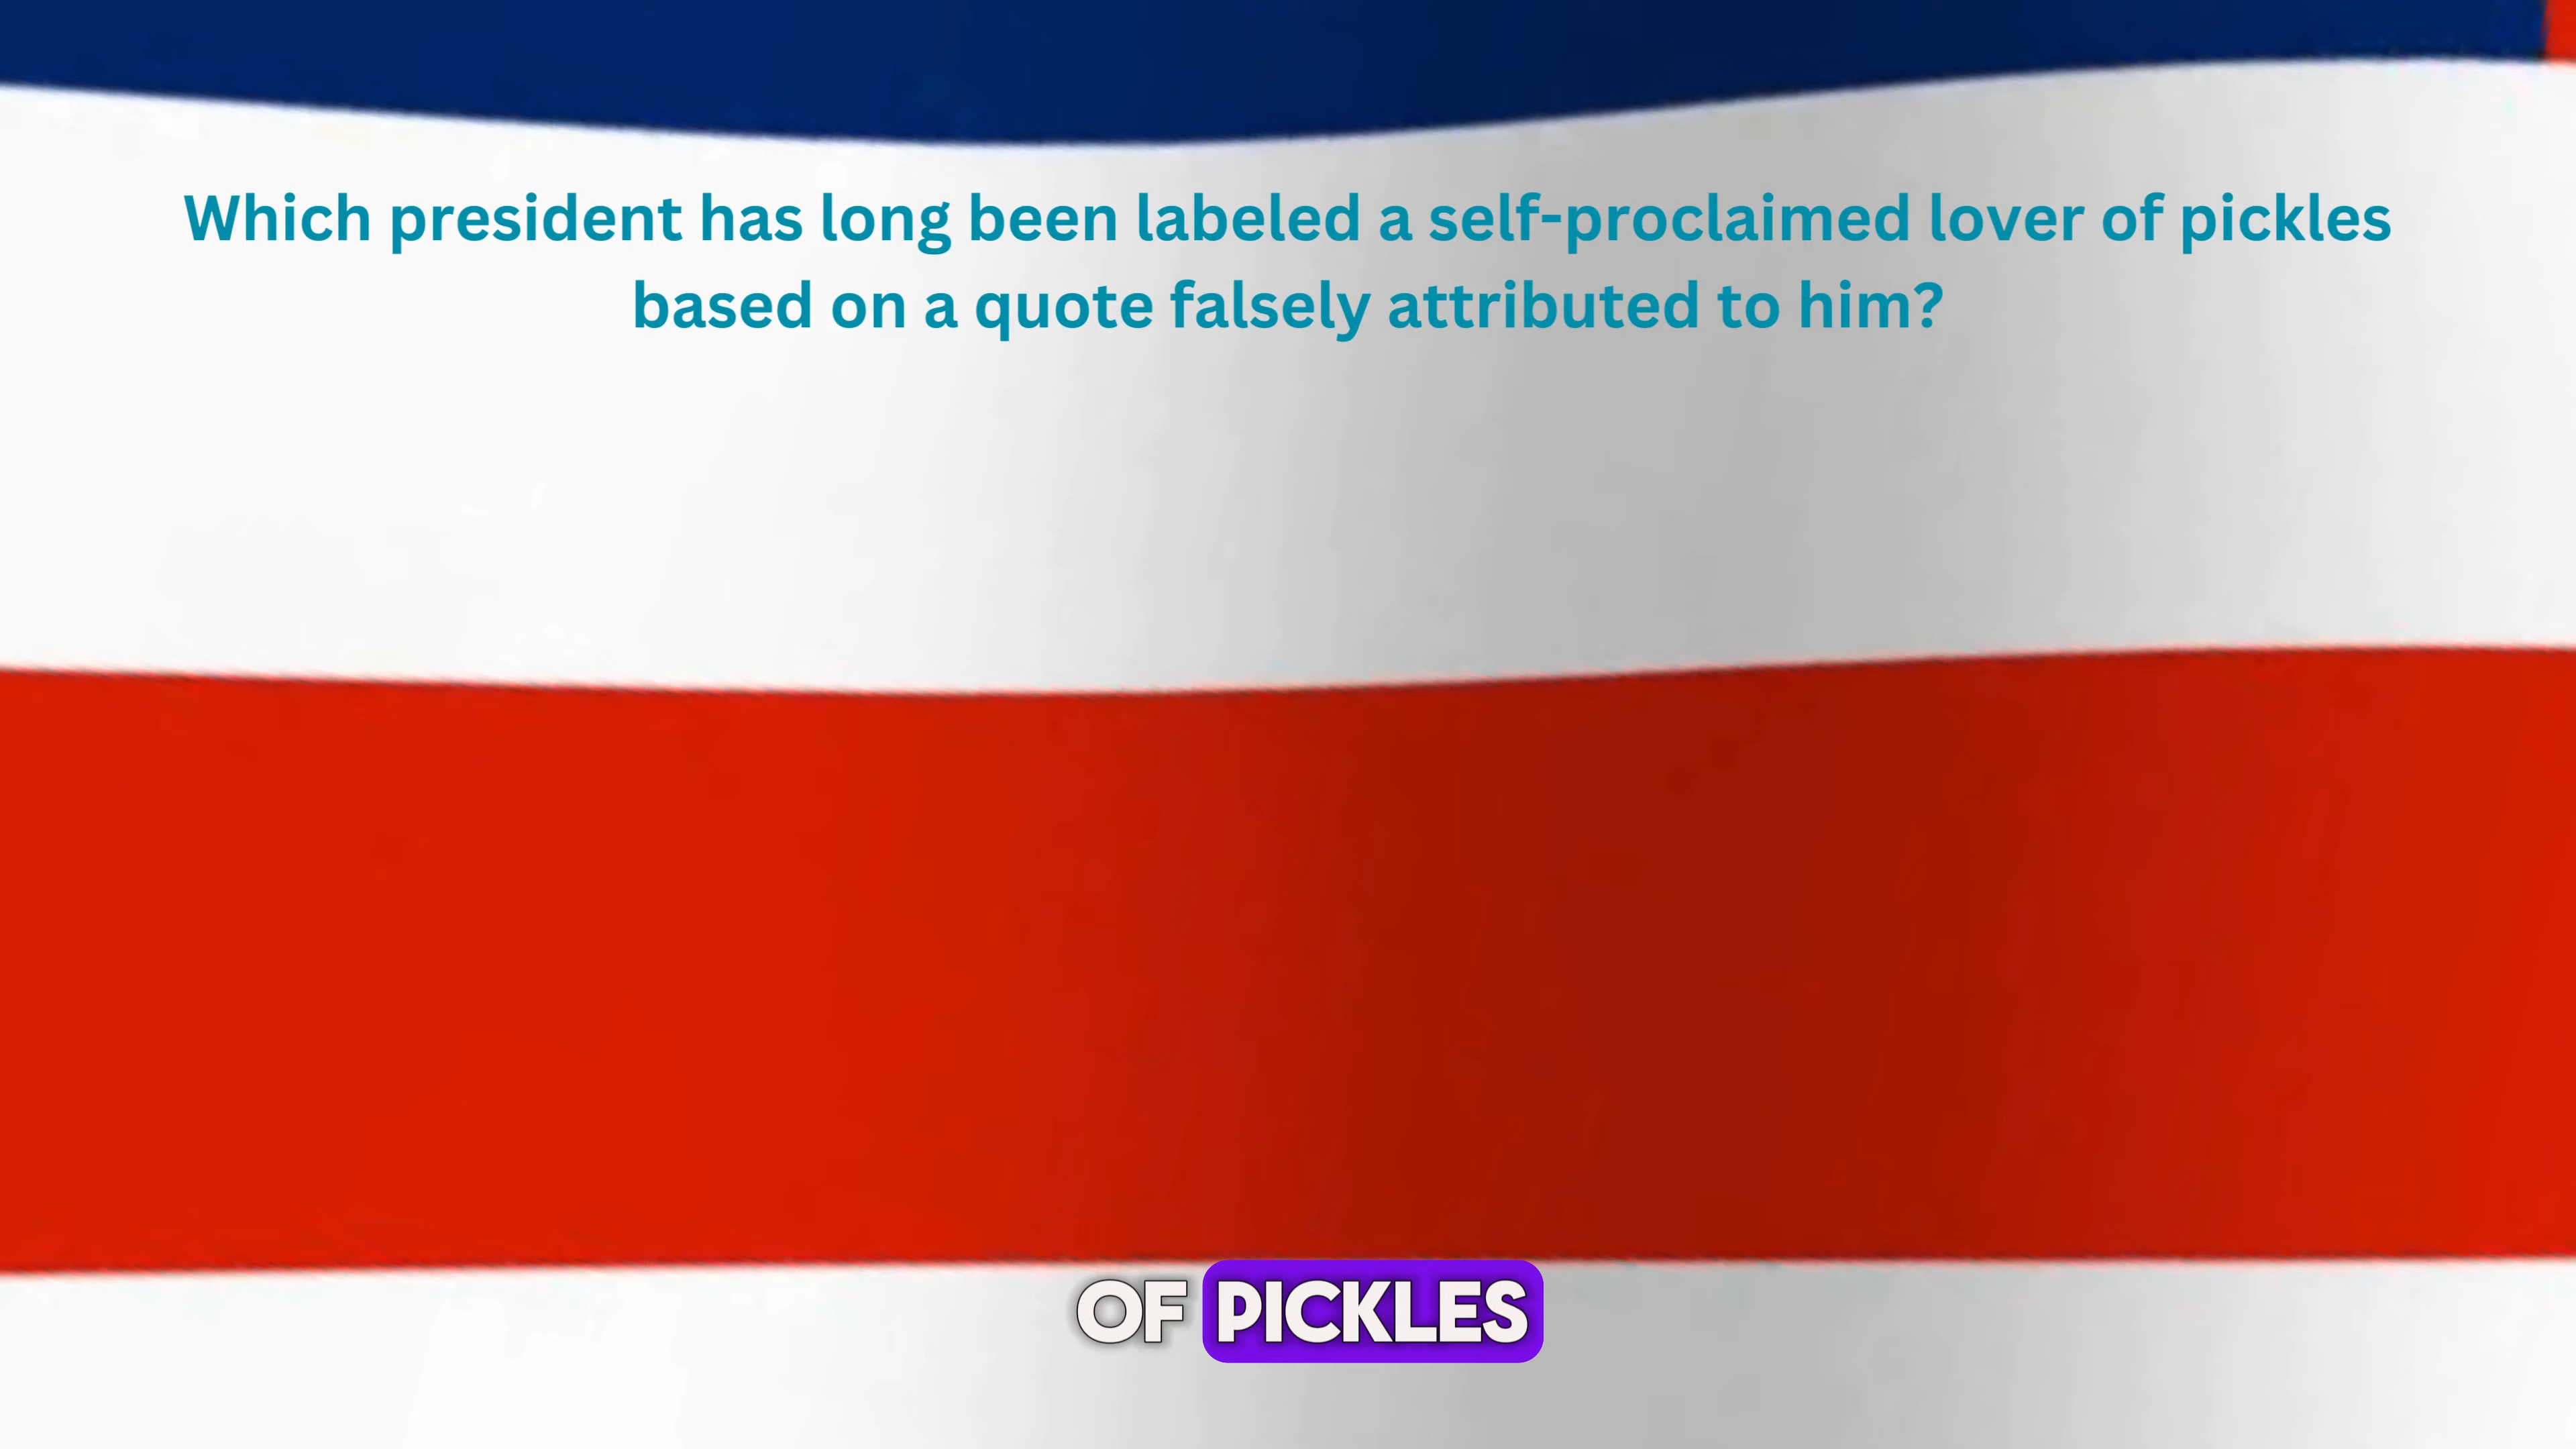 Which president has long been labeled a self-proclaimed lover of pickles
based on a quote falsely attributed to him?
OF PICKLES